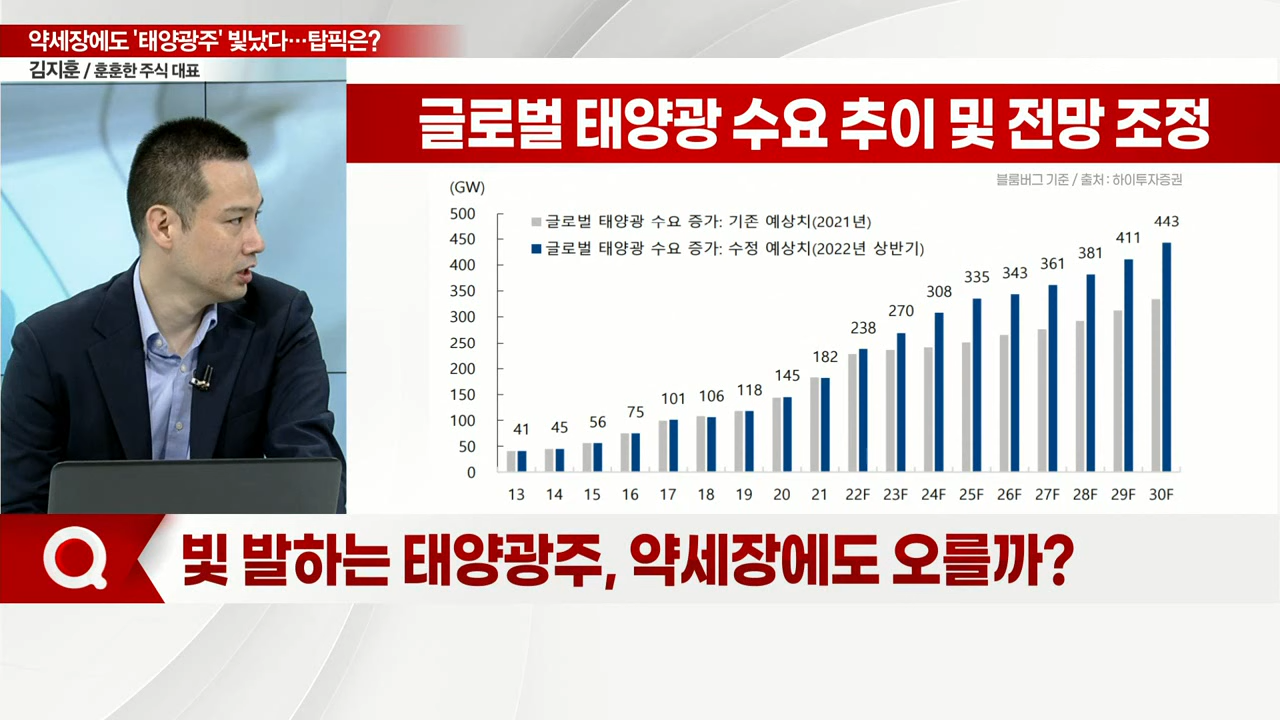 약세장에도 '태양광주' 빛났다…탑픽은?
김지훈 / 훈훈한 주식 대표
글로벌 태양광 수요 추이 및 전망 조정
블룸버그 기준 / 출처 : 하이투자증권
(GW)
글로벌 태양광 수요 증가: 기존 예상치(2021년)
글로벌 태양광 수요 증가: 수정 예상치(2022년 상반기)
500
450
400
350
300
250
200
150
100
50
0
41 45 56 75 101 106 118 145 182 238 270 308 335 343 361 381 411 443
13 14 15 16 17 18 19 20 21 22F 23F 24F 25F 26F 27F 28F 29F 30F
빛 발하는 태양광주, 약세장에도 오를까?